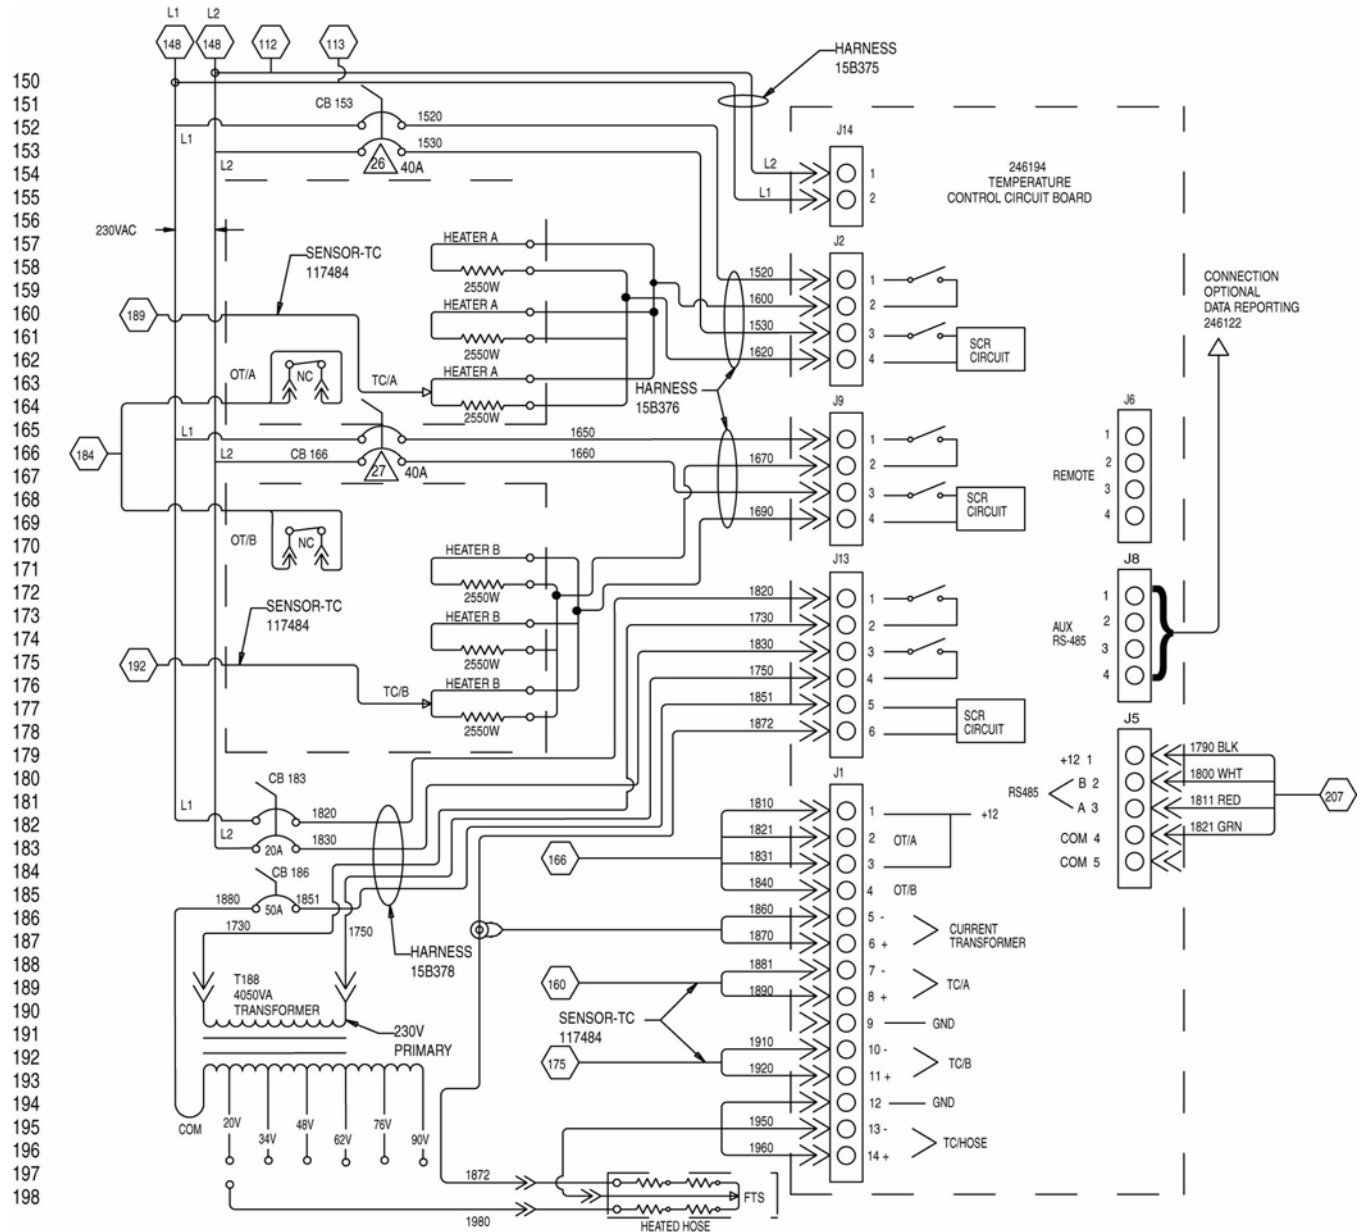 L1
L2
148
148
112
113
HARNESS
15B375
150
151
152
153
154
155
156
157
158
159
160
161
162
163
164
165
166
167
168
169
170
171
172
173
174
175
176
177
178
179
180
181
182
183
184
185
186
187
188
189
190
191
192
193
194
195
196
197
198
CB 153
1520
L1
1530
L2
26
40A
230VAC
SENSOR-TC
117484
HEATER A
2550W
HEATER A
2550W
HEATER A
2550W
189
OT/A
NC
TC/A
184
L1
1650
L2
CB 166
1660
27
40A
OT/B
NC
HEATER B
2550W
HEATER B
2550W
HEATER B
2550W
SENSOR-TC
117484
192
TC/B
CB 183
L1
1820
L2
1830
20A
CB 186
1880
1851
50A
1730
1750
HARNESS
15B378
T188
4050VA
TRANSFORMER
230V
PRIMARY
COM
20V
34V
48V
62V
76V
90V
1872
1980
FTS
HEATED HOSE
J14
L2
1
L1
2
246194
TEMPERATURE
CONTROL CIRCUIT BOARD
J2
1520
1
1600
2
1530
3
1620
4
SCR
CIRCUIT
HARNESS
15B376
J9
1
1670
2
3
1690
4
SCR
CIRCUIT
J13
1820
1
1730
2
1830
3
1750
4
1851
5
1872
6
SCR
CIRCUIT
J1
1810
1
+12
1821
2
OT/A
1831
3
1840
4
OT/B
166
1860
5 -
1870
6 +
CURRENT
TRANSFORMER
1881
7 -
1890
8 +
TC/A
160
SENSOR-TC
117484
9
GND
1910
10 -
1920
11 +
TC/B
175
12
GND
1950
13 -
1960
14 +
TC/HOSE
CONNECTION
OPTIONAL
DATA REPORTING
246122
J6
1
2
REMOTE
3
4
J8
1
2
AUX
RS-485
3
4
J5
+12 1
1790 BLK
RS485
B 2
1800 WHT
A 3
1811 RED
COM 4
1821 GRN
COM 5
207